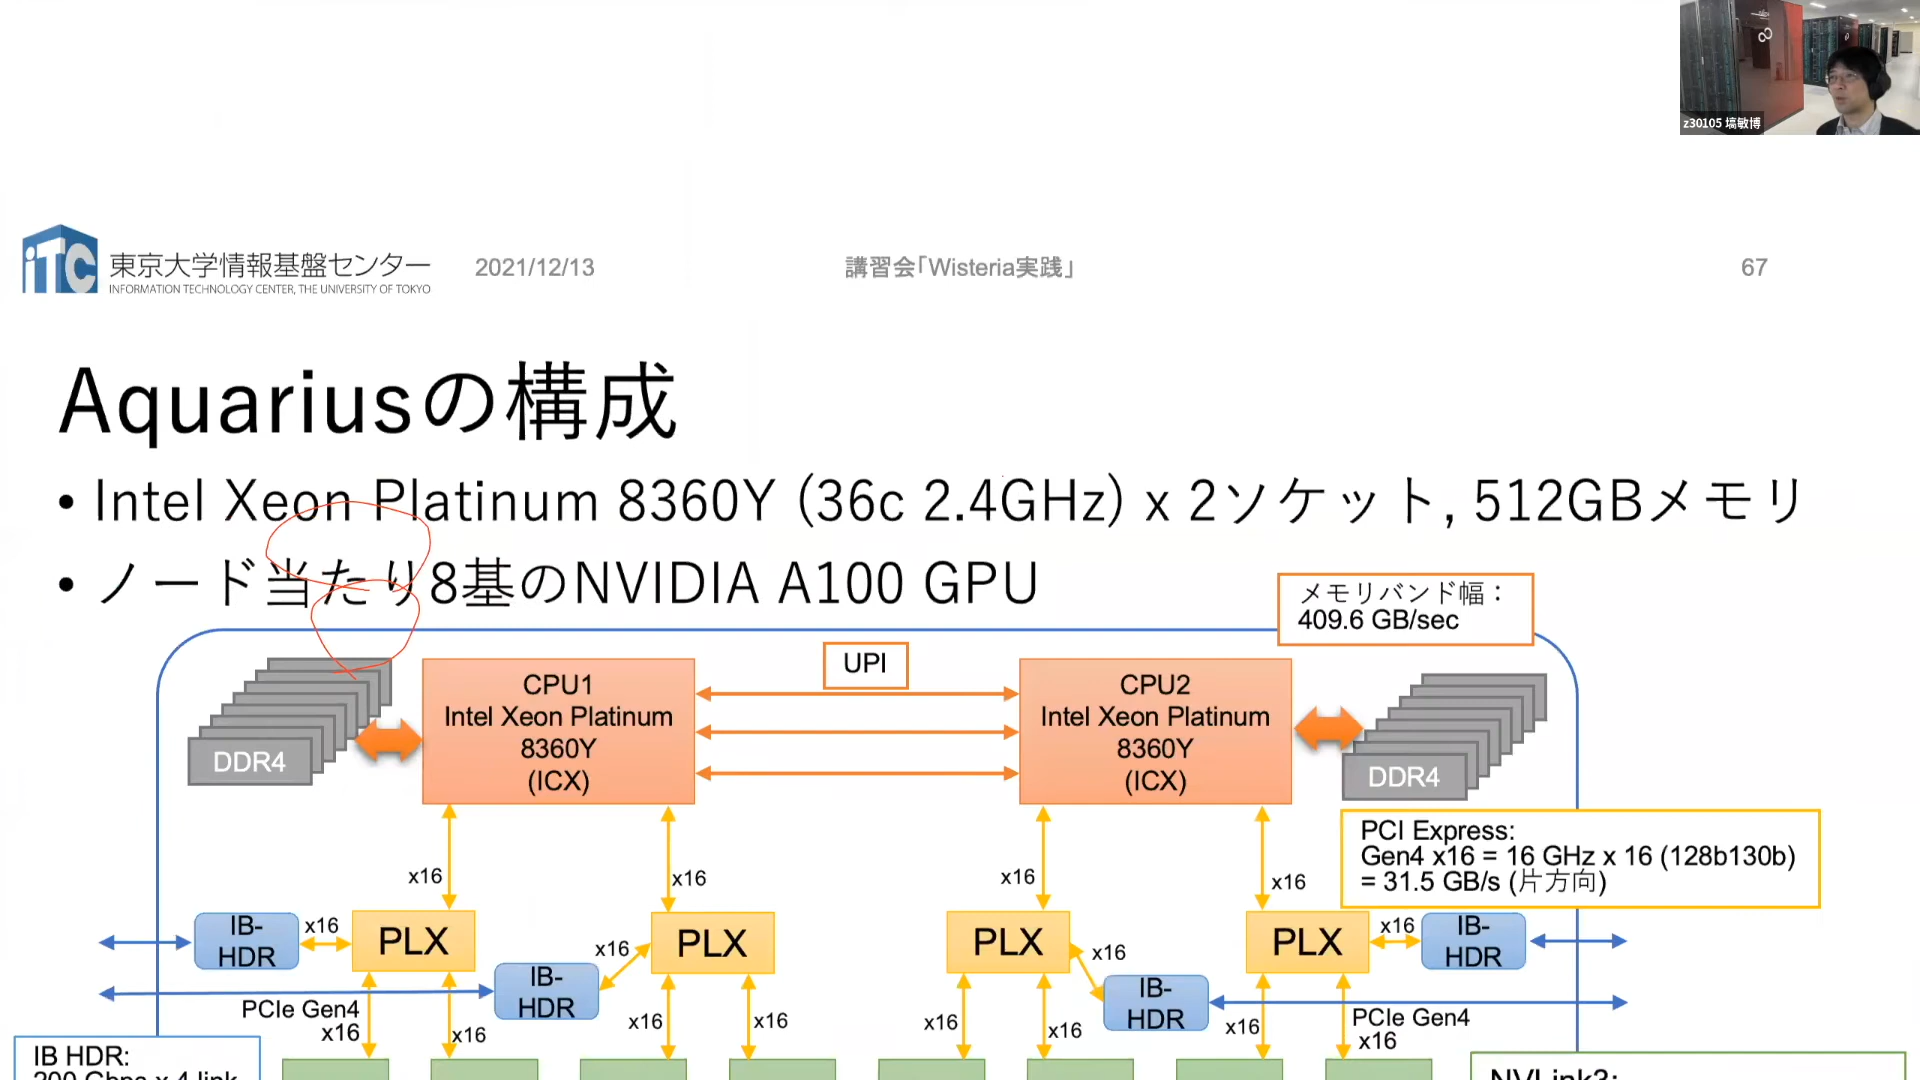 z30105 塙敏博
iTC 東京大学情報基盤センター
INFORMATION TECHNOLOGY CENTER, THE UNIVERSITY OF TOKYO
2021/12/13
講習会「Wisteria実践」
67
Aquariusの構成
• Intel Xeon Platinum 8360Y (36c 2.4GHz) x 2ソケット, 512GBメモリ
• ノード当たり8基のNVIDIA A100 GPU
メモリバンド幅：
409.6 GB/sec
UPI
DDR4
CPU1
Intel Xeon Platinum
8360Y
(ICX)
CPU2
Intel Xeon Platinum
8360Y
(ICX)
DDR4
PCI Express:
Gen4 x16 = 16 GHz x 16 (128b130b)
= 31.5 GB/s (片方向)
x16
x16
x16
x16
IB-
HDR
x16
PLX
x16
PLX
PLX
x16
PLX
x16
IB-
HDR
IB-
HDR
IB-
HDR
PCIe Gen4
x16
x16
x16
x16
x16
x16
x16
PCIe Gen4
x16
IB HDR:
200 Gbps x 4 link
NVLink3: